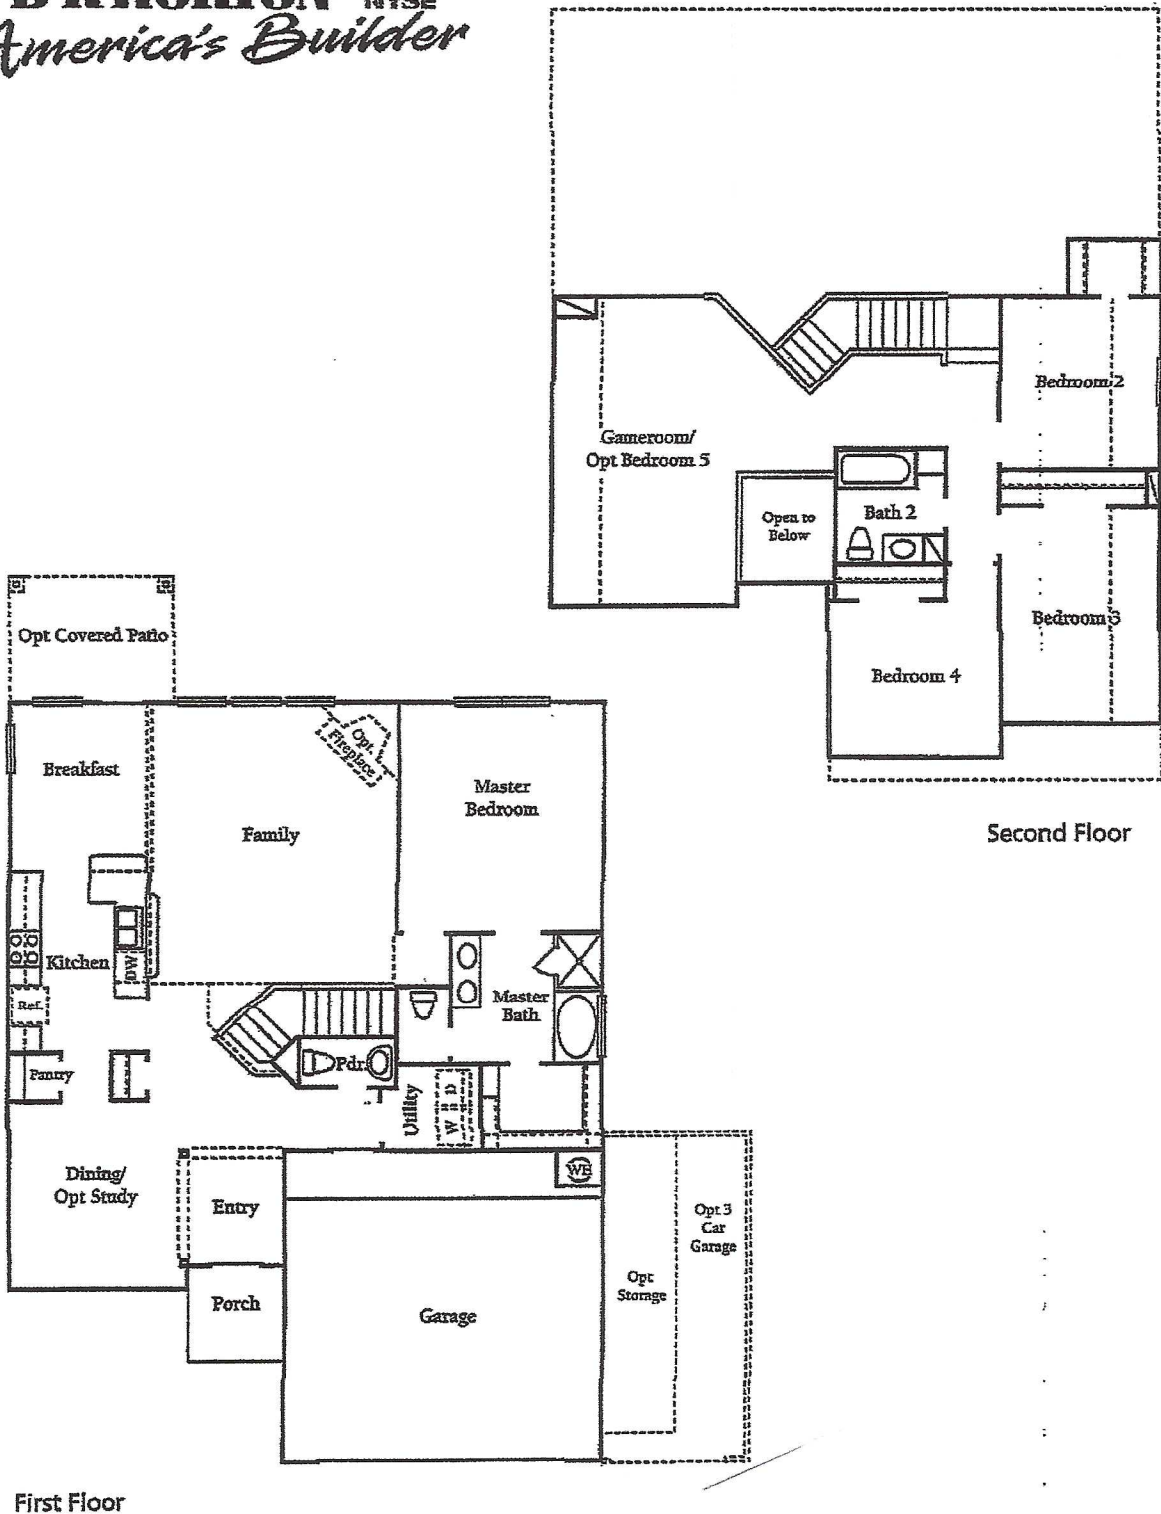 NYSE
America's Builder
Bedroom 2
Gameroom/
Opt Bedroom 5
Open to
Below
Bath 2
Bedroom 3
Bedroom 4
Second Floor
Opt Covered Patio
Breakfast
Family
Opt.
Fireplace
Master
Bedroom
Kitchen
DW
Ref.
Pantry
Master
Bath
Pdr.
Utility
W
D
Dining/
Opt Study
Entry
Porch
WH
Garage
Opt
Storage
Opt 3
Car
Garage
First Floor